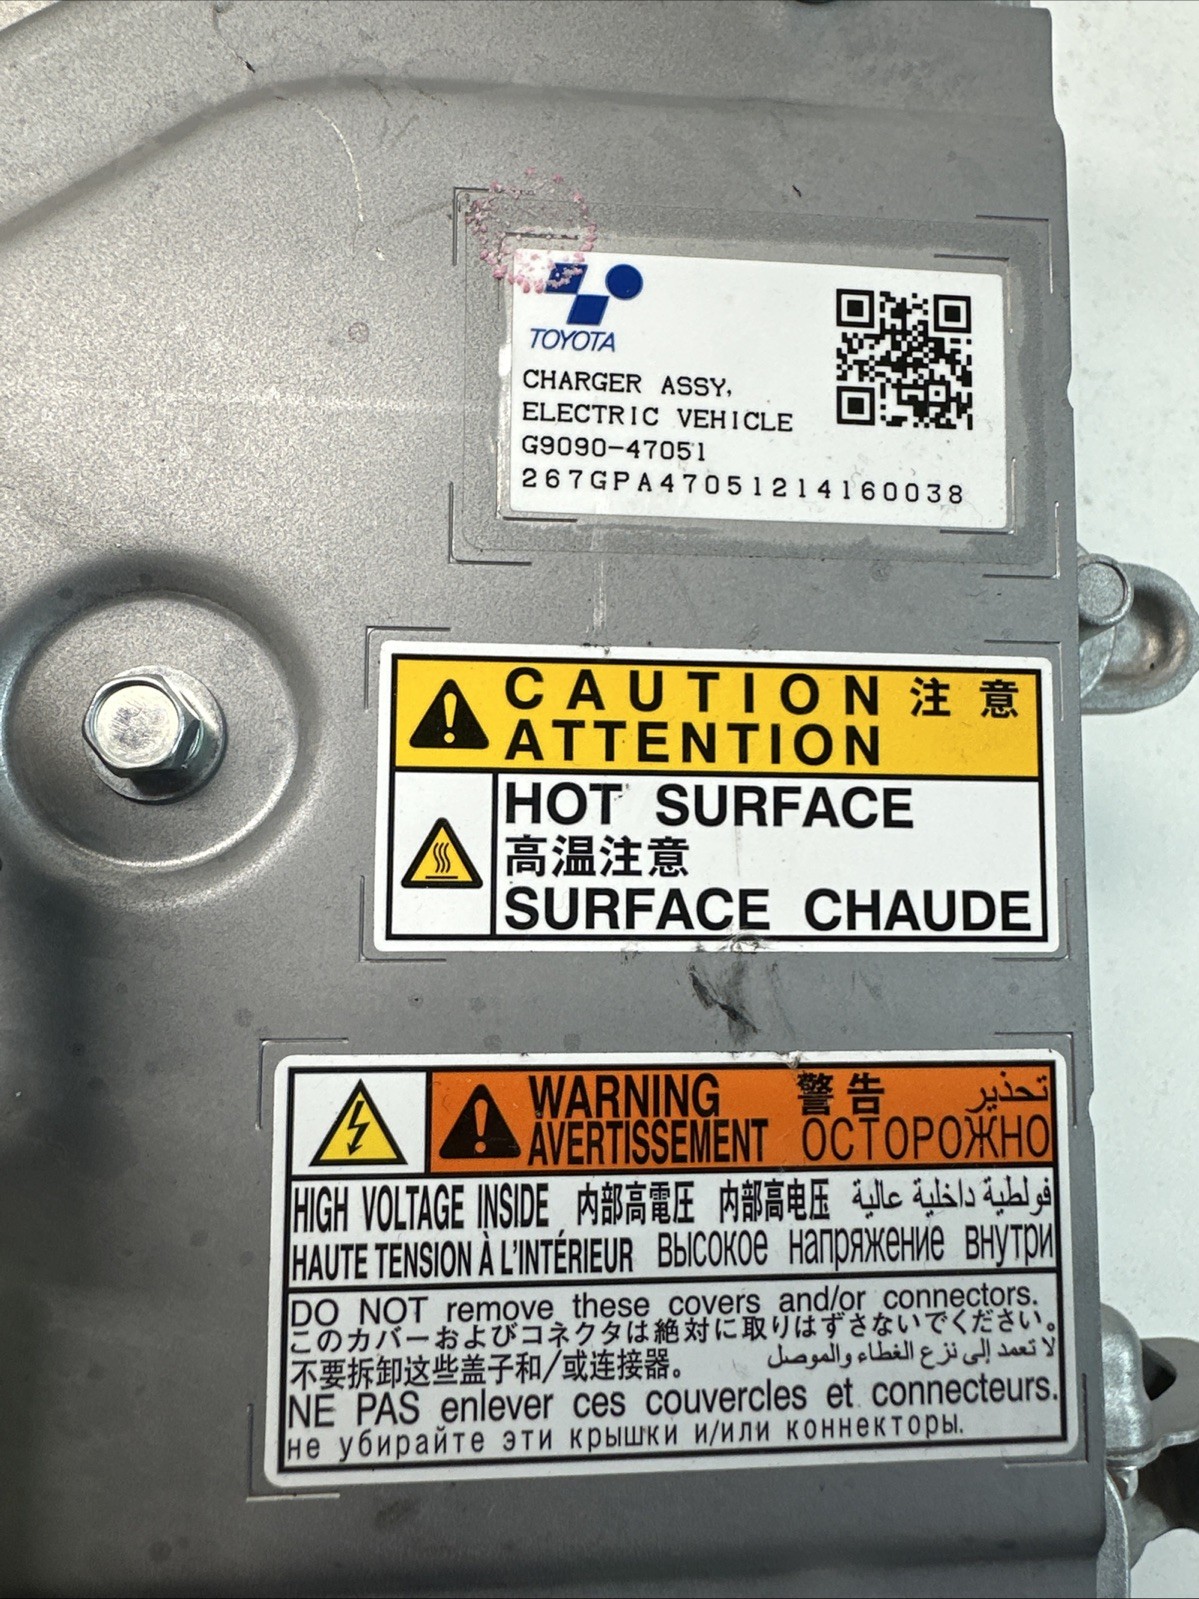 TOYOTA
CHARGER ASSY,
ELECTRIC VEHICLE
G9090-47051
267GPA47051214160038
CAUTION 注意
ATTENTION
HOT SURFACE
高温注意
SURFACE CHAUDE
WARNING 警告 تحذير
AVERTISSEMENT ОСТОРОЖНО
HIGH VOLTAGE INSIDE 内部高電圧 内部高电压 فولطية داخلية عالية
HAUTE TENSION À L'INTÉRIEUR высокое напряжение внутри
DO NOT remove these covers and/or connectors.
このカバーおよびコネクタは絶対に取りはずさないでください。
不要拆卸这些盖子和/或连接器。 لا تعمد إلى نزع الغطاء والموصل
NE PAS enlever ces couvercles et connecteurs.
не убирайте эти крышки и/или коннекторы.